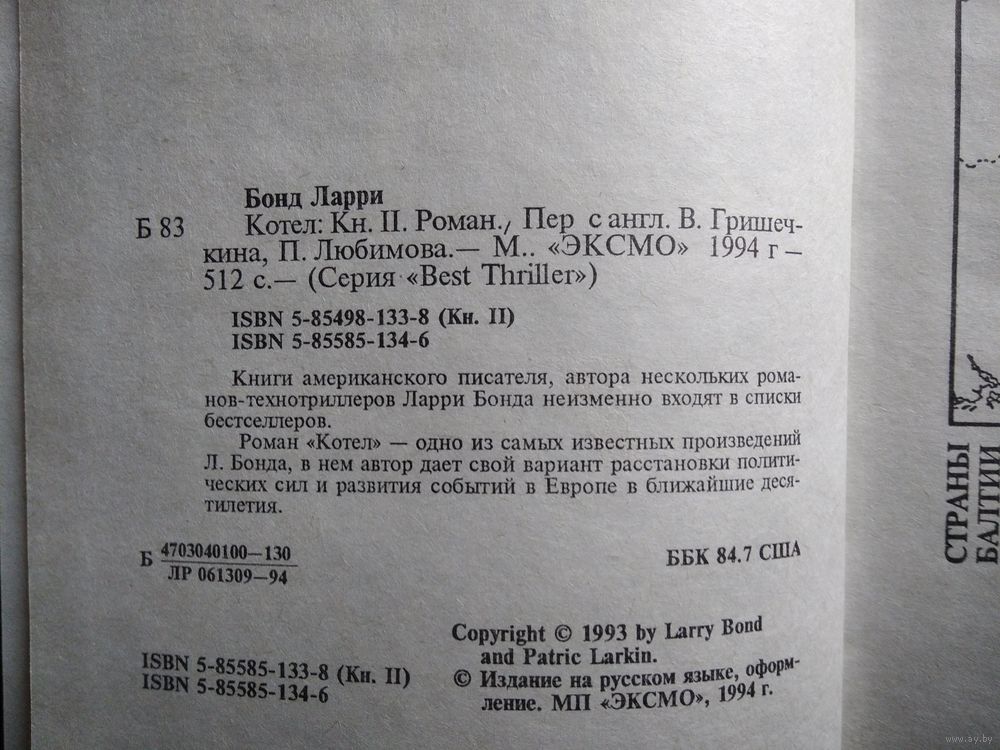 Бонд Ларри
Б 83
Котел: Кн. II. Роман., Пер с англ. В. Гришеч-
кина, П. Любимова.— М.. «ЭКСМО» 1994 г —
512 с.— (Серия «Best Thriller»)
ISBN 5-85498-133-8 (Кн. II)
ISBN 5-85585-134-6
Книги американского писателя, автора нескольких рома-
нов-технотриллеров Ларри Бонда неизменно входят в списки
бестселлеров.
Роман «Котел» — одно из самых известных произведений
Л. Бонда, в нем автор дает свой вариант расстановки полити-
ческих сил и развития событий в Европе в ближайшие деся-
тилетия.
Б 4703040100—130
ЛР 061309—94
ББК 84.7 США
Copyright © 1993 by Larry Bond
and Patric Larkin.
© Издание на русском языке, оформ-
ление. МП «ЭКСМО», 1994 г.
ISBN 5-85585-133-8 (Кн. II)
ISBN 5-85585-134-6
СТРАНЫ
БАЛТИИ
www.ay.by